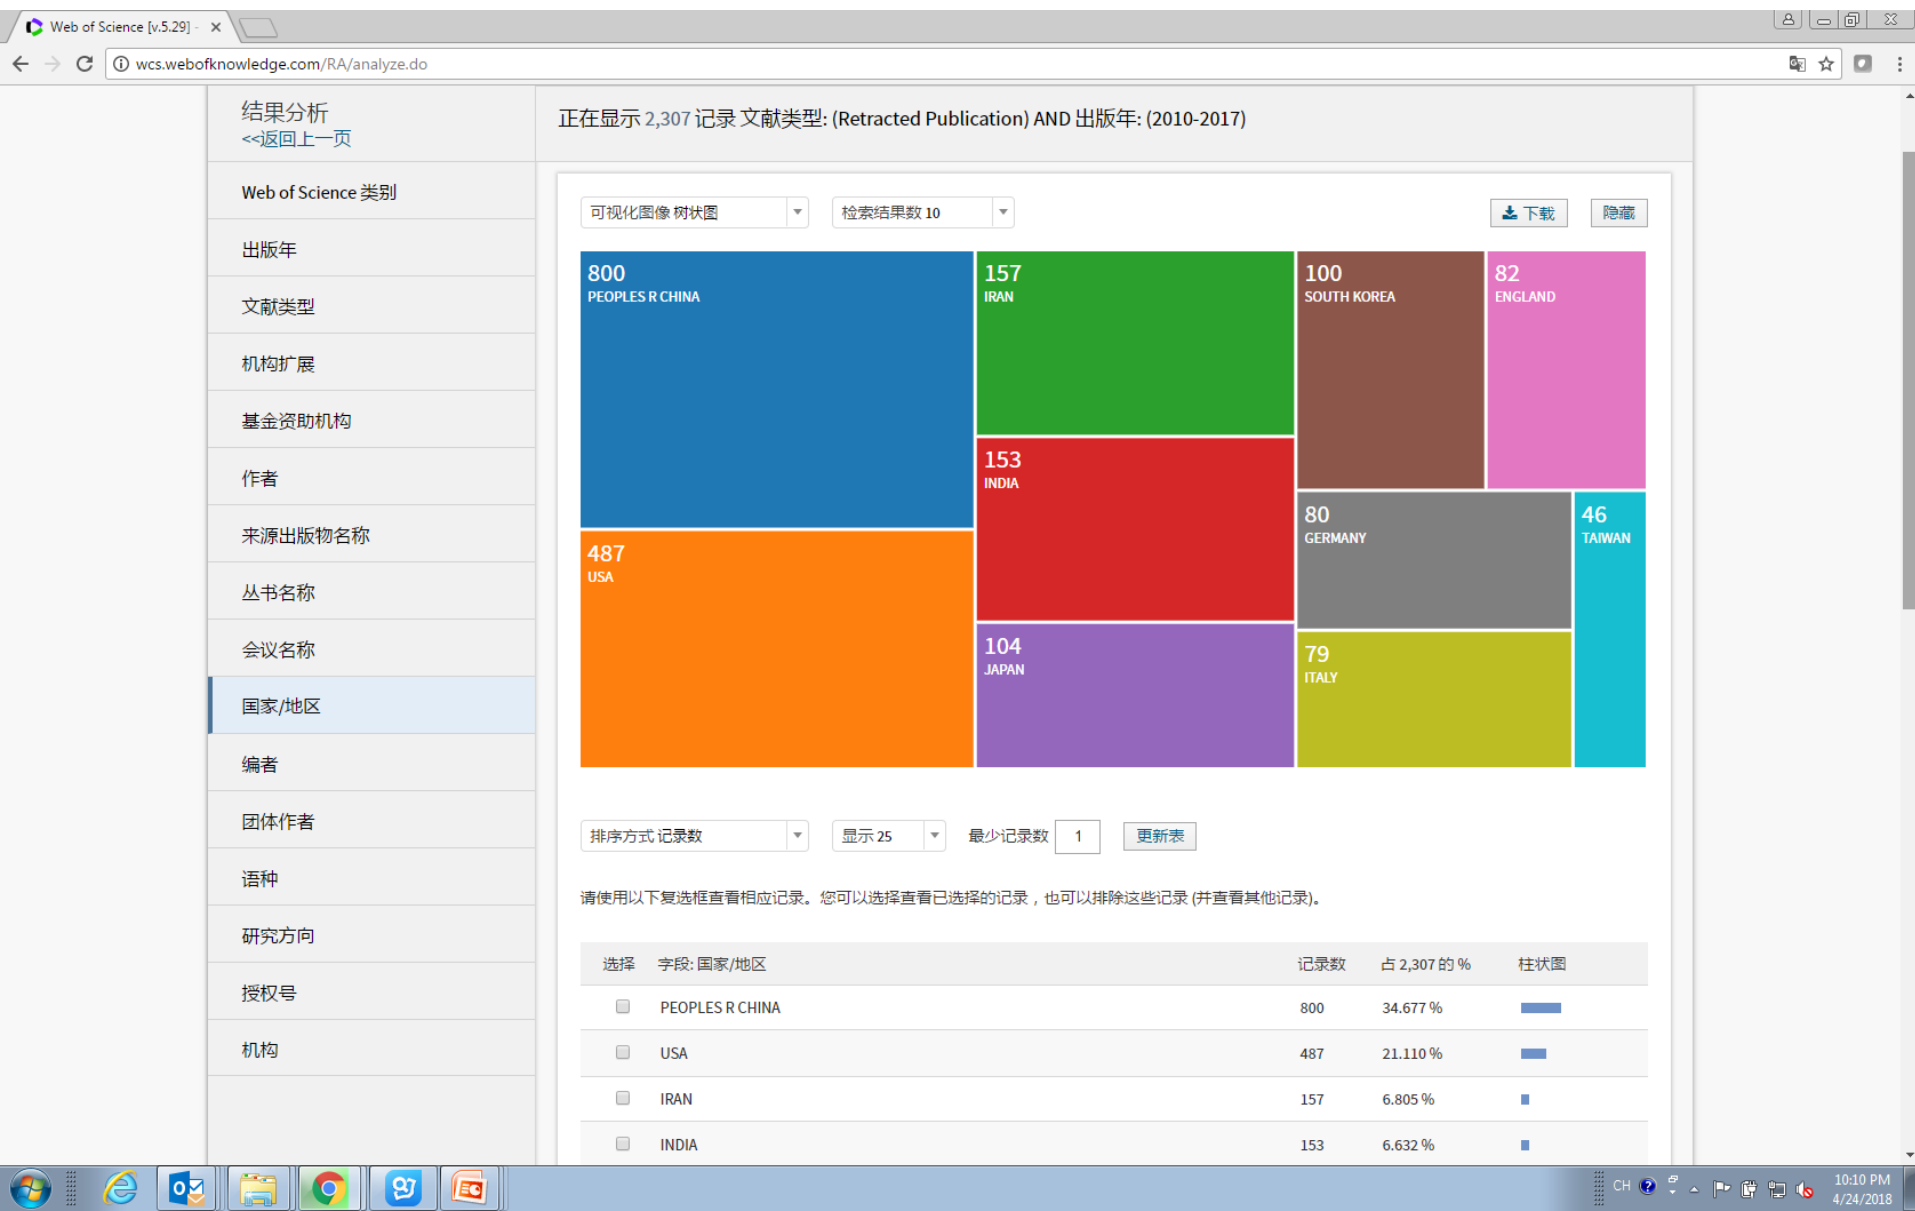 Web of Science [v.5.29] -
wcs.webofknowledge.com/RA/analyze.do
结果分析
<<返回上一页
正在显示 2,307 记录 文献类型: (Retracted Publication) AND 出版年: (2010-2017)
Web of Science 类别
出版年
文献类型
机构扩展
基金资助机构
作者
来源出版物名称
丛书名称
会议名称
国家/地区
编者
团体作者
语种
研究方向
授权号
机构
可视化图像 树状图
检索结果数 10
下载
隐藏
800
PEOPLES R CHINA
487
USA
157
IRAN
153
INDIA
104
JAPAN
100
SOUTH KOREA
82
ENGLAND
80
GERMANY
79
ITALY
46
TAIWAN
排序方式 记录数
显示 25
最少记录数 1
更新表
请使用以下复选框查看相应记录。您可以选择查看已选择的记录，也可以排除这些记录 (并查看其他记录)。
选择 字段: 国家/地区 记录数 占 2,307 的 % 柱状图
PEOPLES R CHINA 800 34.677 %
USA 487 21.110 %
IRAN 157 6.805 %
INDIA 153 6.632 %
CH
10:10 PM
4/24/2018